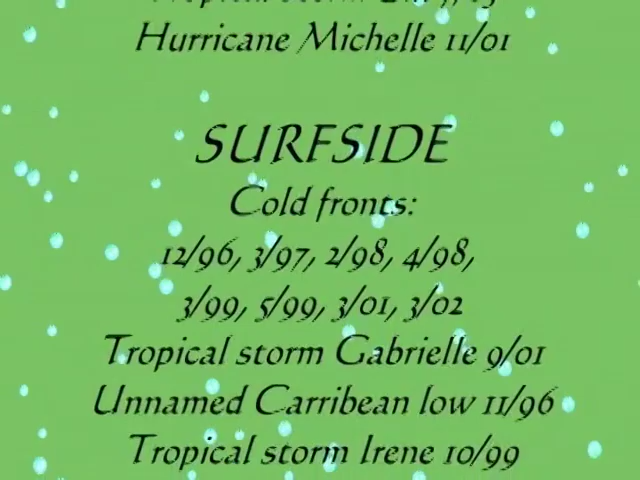 Hurricane Michelle 11/01
SURFSIDE
Cold fronts:
12/96, 3/97, 2/98, 4/98,
3/99, 5/99, 3/01, 3/02
Tropical storm Gabrielle 9/01
Unnamed Carribean low 11/96
Tropical storm Irene 10/99